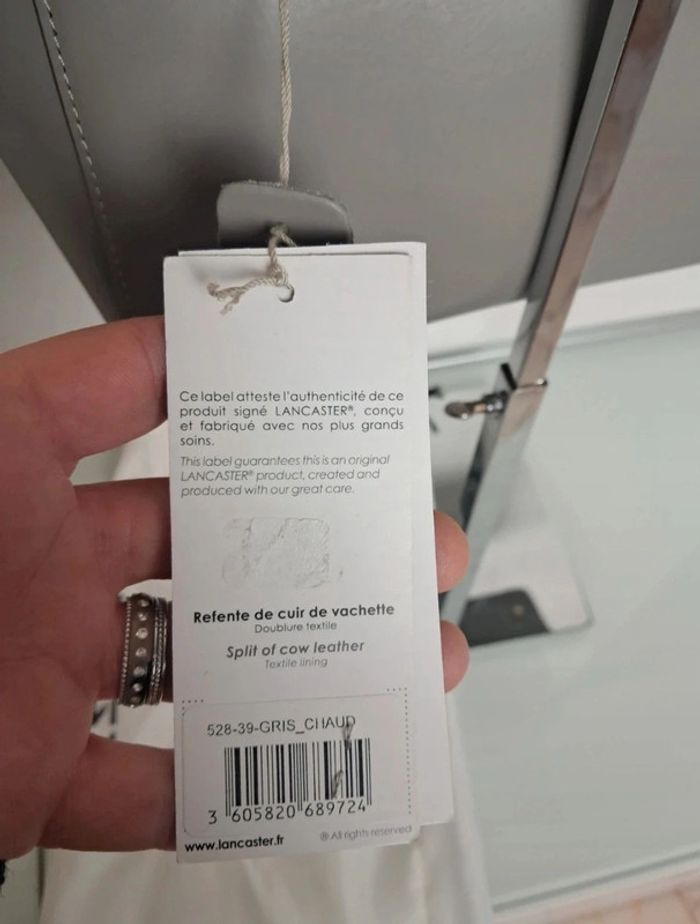 Ce label atteste l'authenticité de ce
produit signé LANCASTER®, conçu
et fabriqué avec nos plus grands
soins.
This label guarantees this is an original
LANCASTER® product, created and
produced with our great care.
Refente de cuir de vachette
Doublure textile
Split of cow leather
Textile lining
528-39-GRIS_CHAUD
3 605820 689724
www.lancaster.fr
® All rights reserved